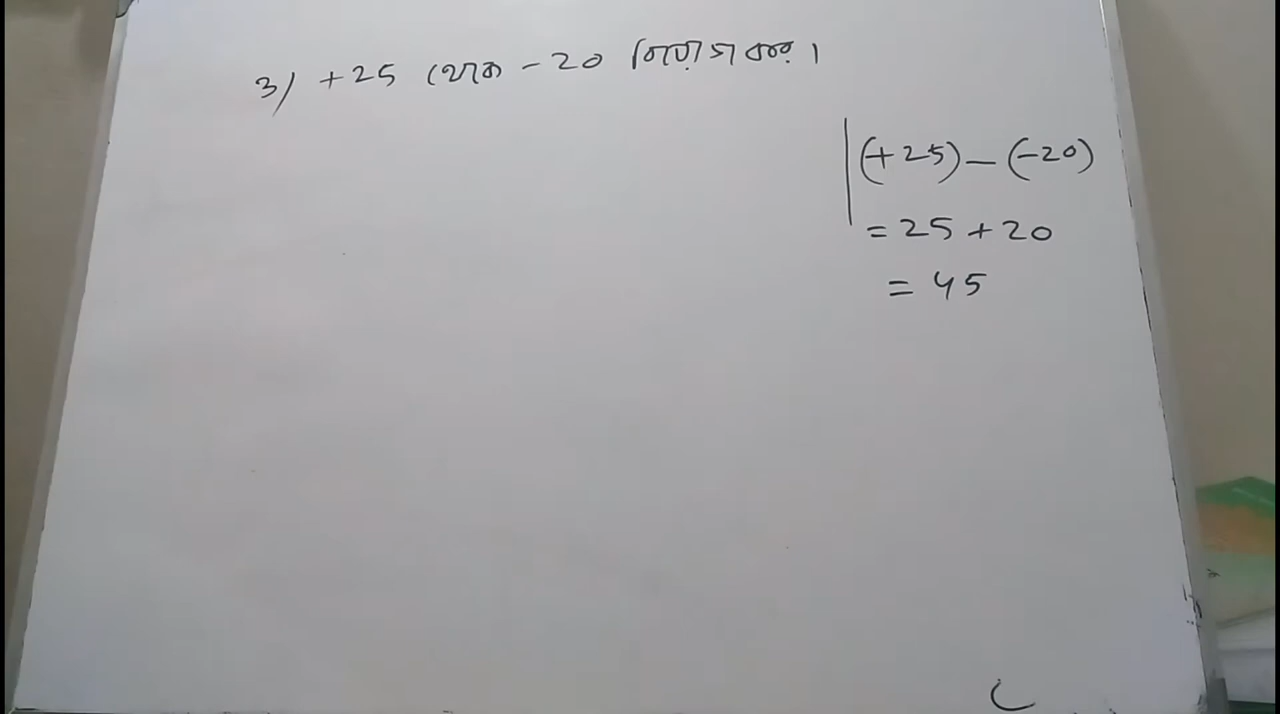 3) +25 থেকে -20 বিয়োগ কর।
(+25)-(-20)
= 25+20
= 45